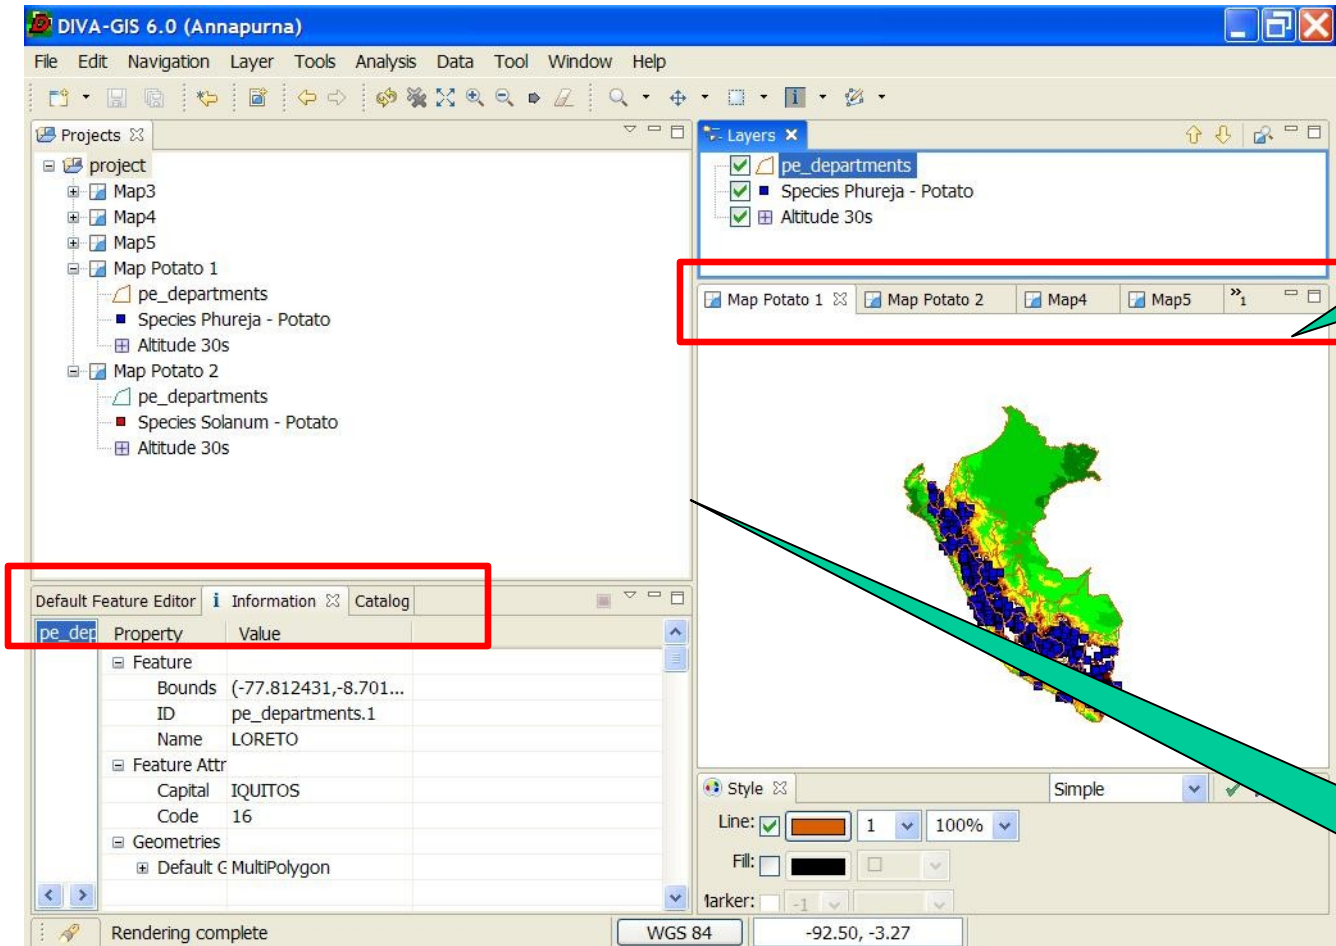 DIVA-GIS 6.0 (Annapurna)
File Edit Navigation Layer Tools Analysis Data Tool Window Help
Projects
project
Map3
Map4
Map5
Map Potato 1
pe_departments
Species Phureja - Potato
Altitude 30s
Map Potato 2
pe_departments
Species Solanum - Potato
Altitude 30s
Layers
pe_departments
Species Phureja - Potato
Altitude 30s
Map Potato 1 Map Potato 2 Map4 Map5 »1
Default Feature Editor i Information Catalog
pe_dep Property Value
Feature
Bounds (-77.812431,-8.701...
ID pe_departments.1
Name LORETO
Feature Attr
Capital IQUITOS
Code 16
Geometries
Default G MultiPolygon
Style Simple
Line: 1 100%
Fill:
Marker: -1
Rendering complete WGS 84 -92.50, -3.27